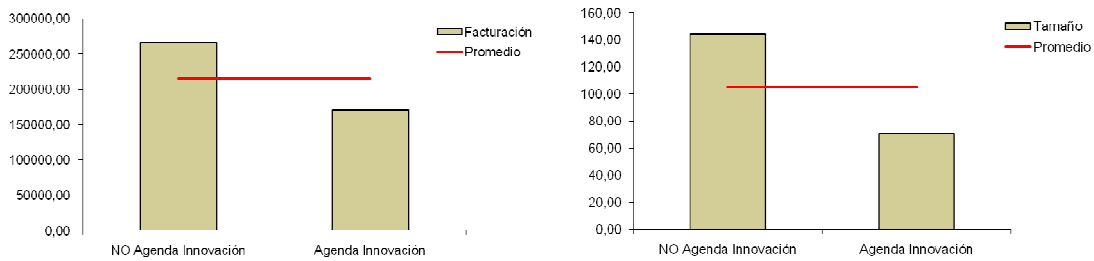 300000,00
250000,00
200000,00
150000,00
100000,00
50000,00
0,00
Facturación
Promedio
NO Agenda Innovación
Agenda Innovación
160,00
140,00
120,00
100,00
80,00
60,00
40,00
20,00
0,00
Tamaño
Promedio
NO Agenda Innovación
Agenda Innovación